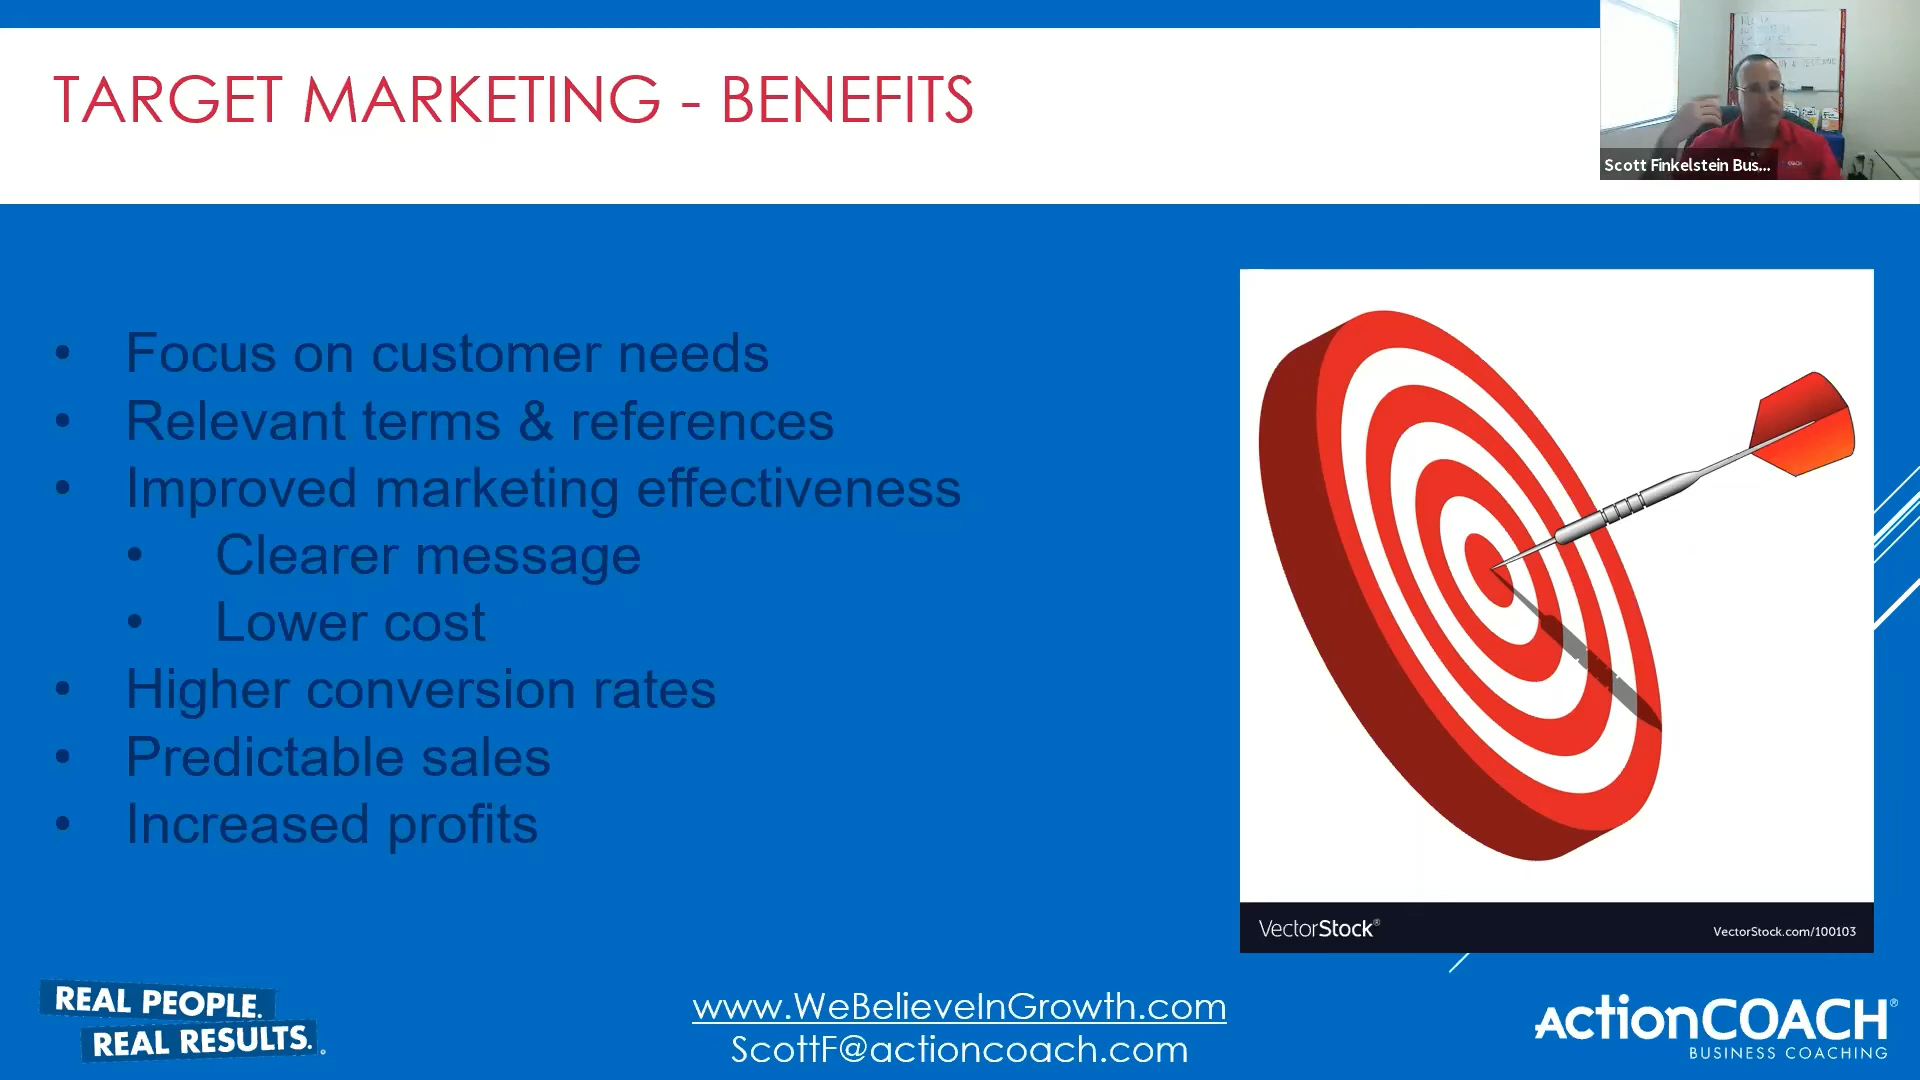 TARGET MARKETING - BENEFITS
Scott Finkelstein Bus...
COACH
• Focus on customer needs
• Relevant terms & references
• Improved marketing effectiveness
• Clearer message
• Lower cost
• Higher conversion rates
• Predictable sales
• Increased profits
VectorStock®
VectorStock.com/100103
REAL PEOPLE.
REAL RESULTS.
www.WeBelieveInGrowth.com
ScottF@actioncoach.com
ActionCOACH®
BUSINESS COACHING